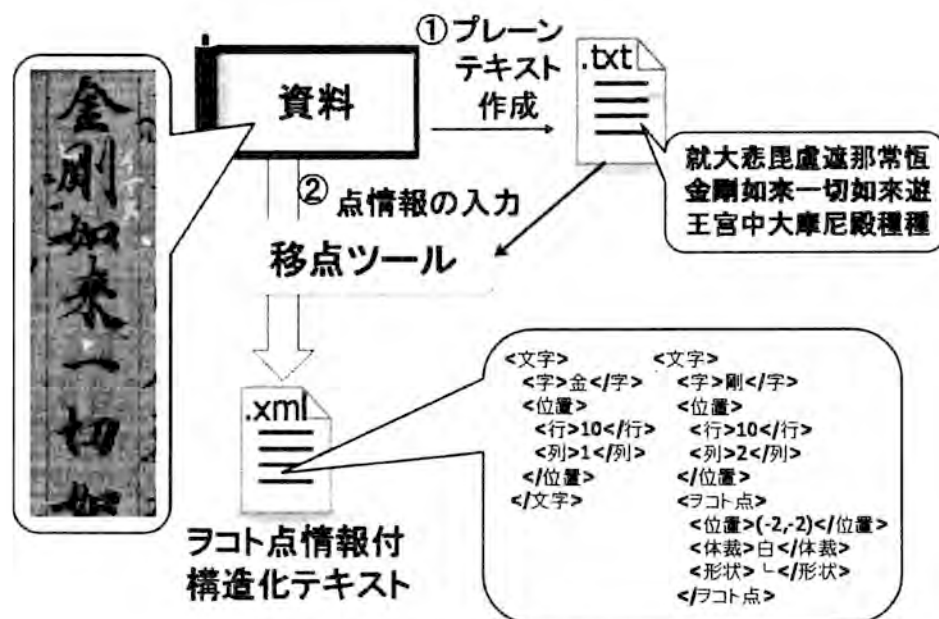 金
剛
如
来
一
切
如
資料
①プレーン
テキスト
作成
.txt
就大悲毘盧遮那常恆
金剛如來一切如來遊
王宮中大摩尼殿種種
② 点情報の入力
移点ツール
.xml
ヲコト点情報付
構造化テキスト
<文字>
<字>金</字>
<位置>
<行>10</行>
<列>1</列>
</位置>
</文字>
<文字>
<字>剛</字>
<位置>
<行>10</行>
<列>2</列>
</位置>
<ヲコト点>
<位置>(-2,-2)</位置>
<体裁>白</体裁>
<形状>└</形状>
</ヲコト点>